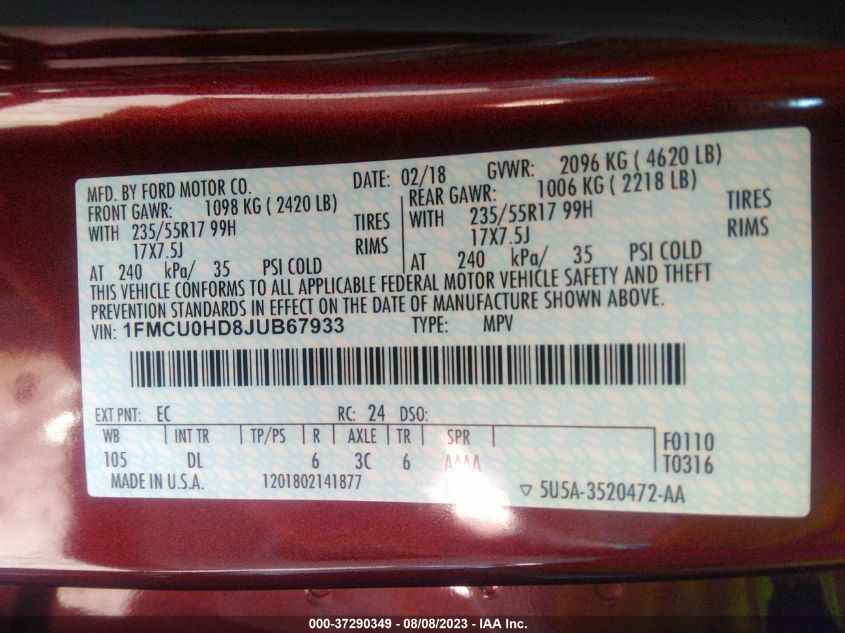 MFD. BY FORD MOTOR CO. DATE: 02/18 GVWR: 2096 KG ( 4620 LB)
FRONT GAWR: 1098 KG ( 2420 LB) REAR GAWR: 1006 KG ( 2218 LB)
WITH 235/55R17 99H TIRES WITH 235/55R17 99H TIRES
17X7.5J RIMS 17X7.5J RIMS
AT 240 kPa/ 35 PSI COLD AT 240 kPa/ 35 PSI COLD
THIS VEHICLE CONFORMS TO ALL APPLICABLE FEDERAL MOTOR VEHICLE SAFETY AND THEFT
PREVENTION STANDARDS IN EFFECT ON THE DATE OF MANUFACTURE SHOWN ABOVE.
VIN: 1FMCU0HD8JUB67933 TYPE: MPV
EXT PNT: EC RC: 24 DSO:
WB INT TR TP/PS R AXLE TR SPR F0110
105 DL 6 3C 6 AAAA T0316
MADE IN U.S.A. 1201802141877 ▽ 5U5A-3520472-AA
000-37290349 - 08/08/2023 - IAA Inc.